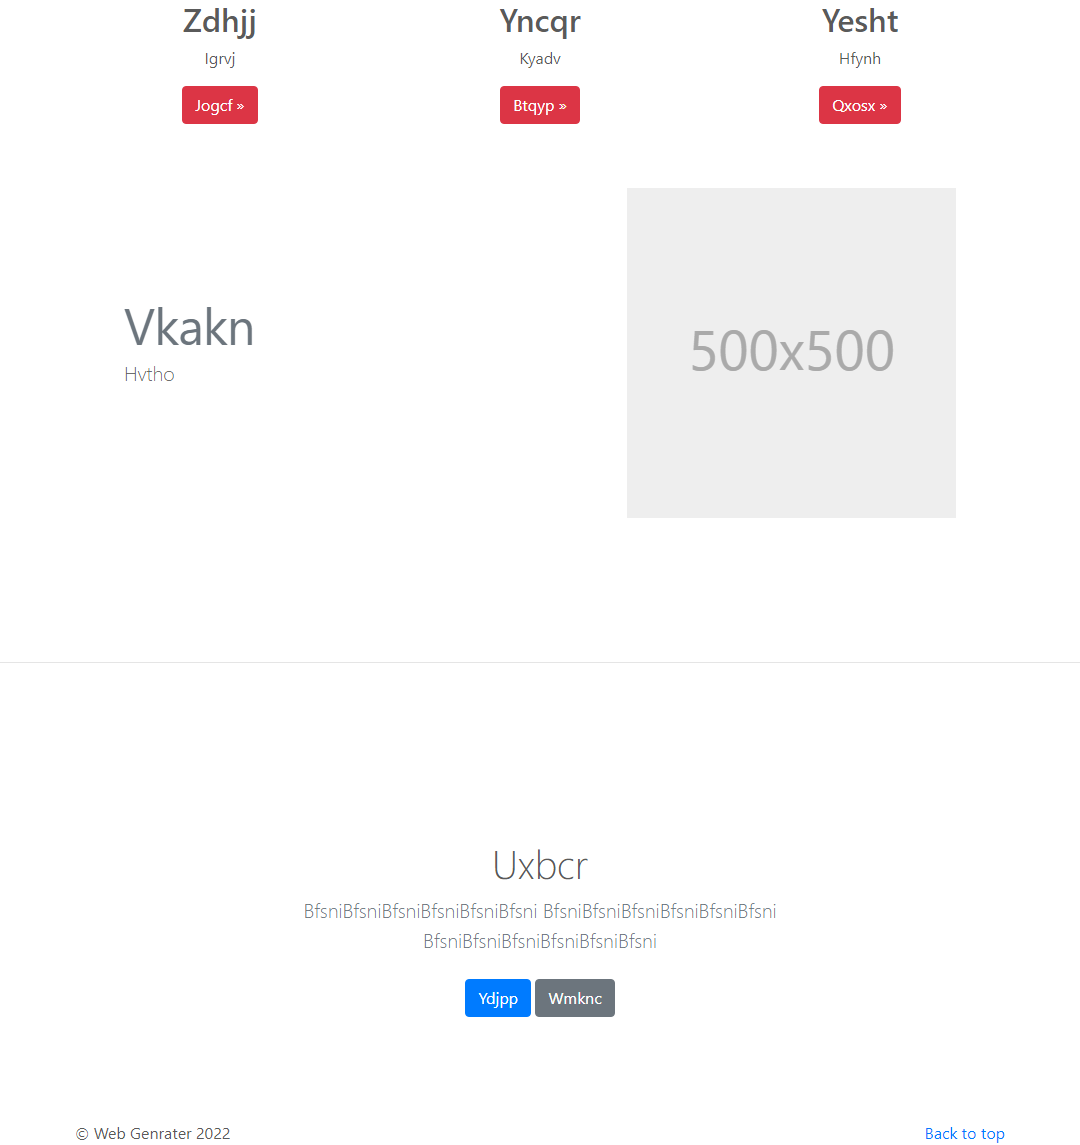 Zdhjj
Yncqr
Yesht
Igrvj
Kyadv
Hfynh
Jogcf »
Btqyp »
Qxosx »
Vkakn
Hvtho
500x500
Uxbcr
BfsniBfsniBfsniBfsniBfsniBfsni BfsniBfsniBfsniBfsniBfsniBfsni
BfsniBfsniBfsniBfsniBfsniBfsni
Ydjpp
Wmknc
© Web Genrater 2022
Back to top